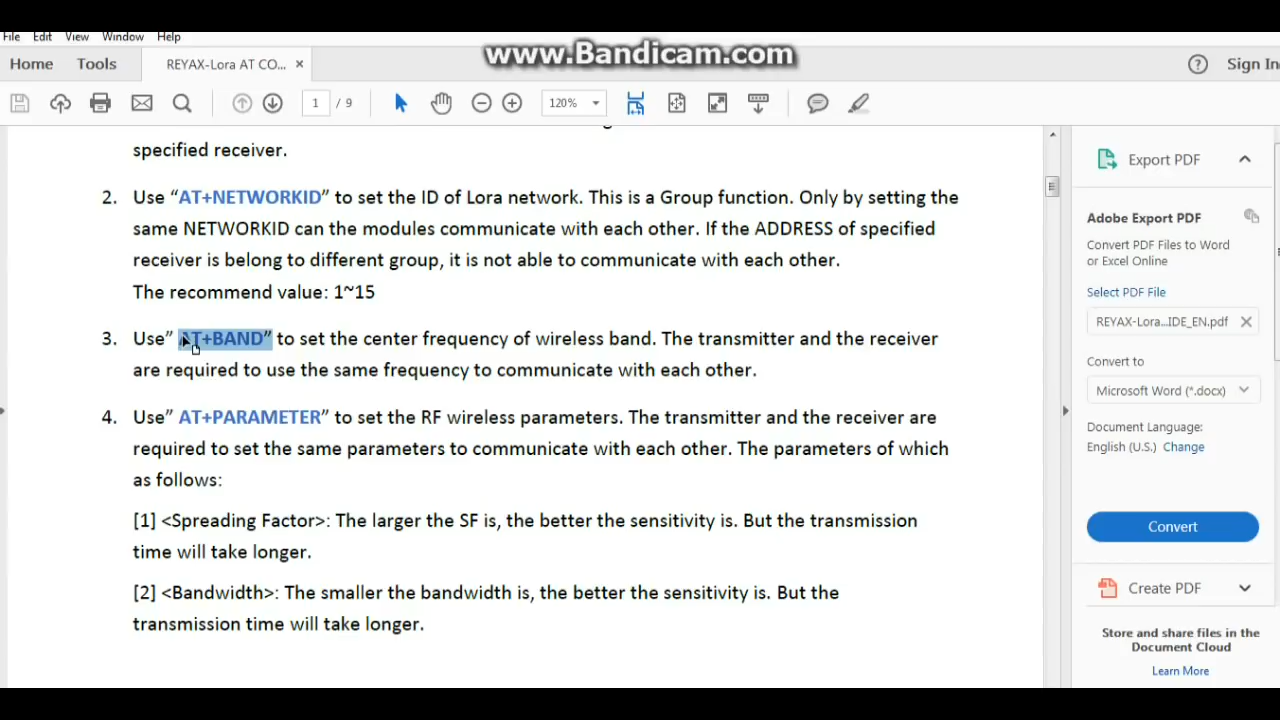 File Edit View Window Help
www.Bandicam.com
Home Tools REYAX-Lora AT CO... × Sign In
1 / 9 120%
specified receiver.
2. Use “AT+NETWORKID” to set the ID of Lora network. This is a Group function. Only by setting the
same NETWORKID can the modules communicate with each other. If the ADDRESS of specified
receiver is belong to different group, it is not able to communicate with each other.
The recommend value: 1~15
3. Use” AT+BAND” to set the center frequency of wireless band. The transmitter and the receiver
are required to use the same frequency to communicate with each other.
4. Use” AT+PARAMETER” to set the RF wireless parameters. The transmitter and the receiver are
required to set the same parameters to communicate with each other. The parameters of which
as follows:
[1] <Spreading Factor>: The larger the SF is, the better the sensitivity is. But the transmission
time will take longer.
[2] <Bandwidth>: The smaller the bandwidth is, the better the sensitivity is. But the
transmission time will take longer.
Export PDF
Adobe Export PDF
Convert PDF Files to Word
or Excel Online
Select PDF File
REYAX-Lora...IDE_EN.pdf
Convert to
Microsoft Word (*.docx)
Document Language:
English (U.S.) Change
Convert
Create PDF
Store and share files in the
Document Cloud
Learn More